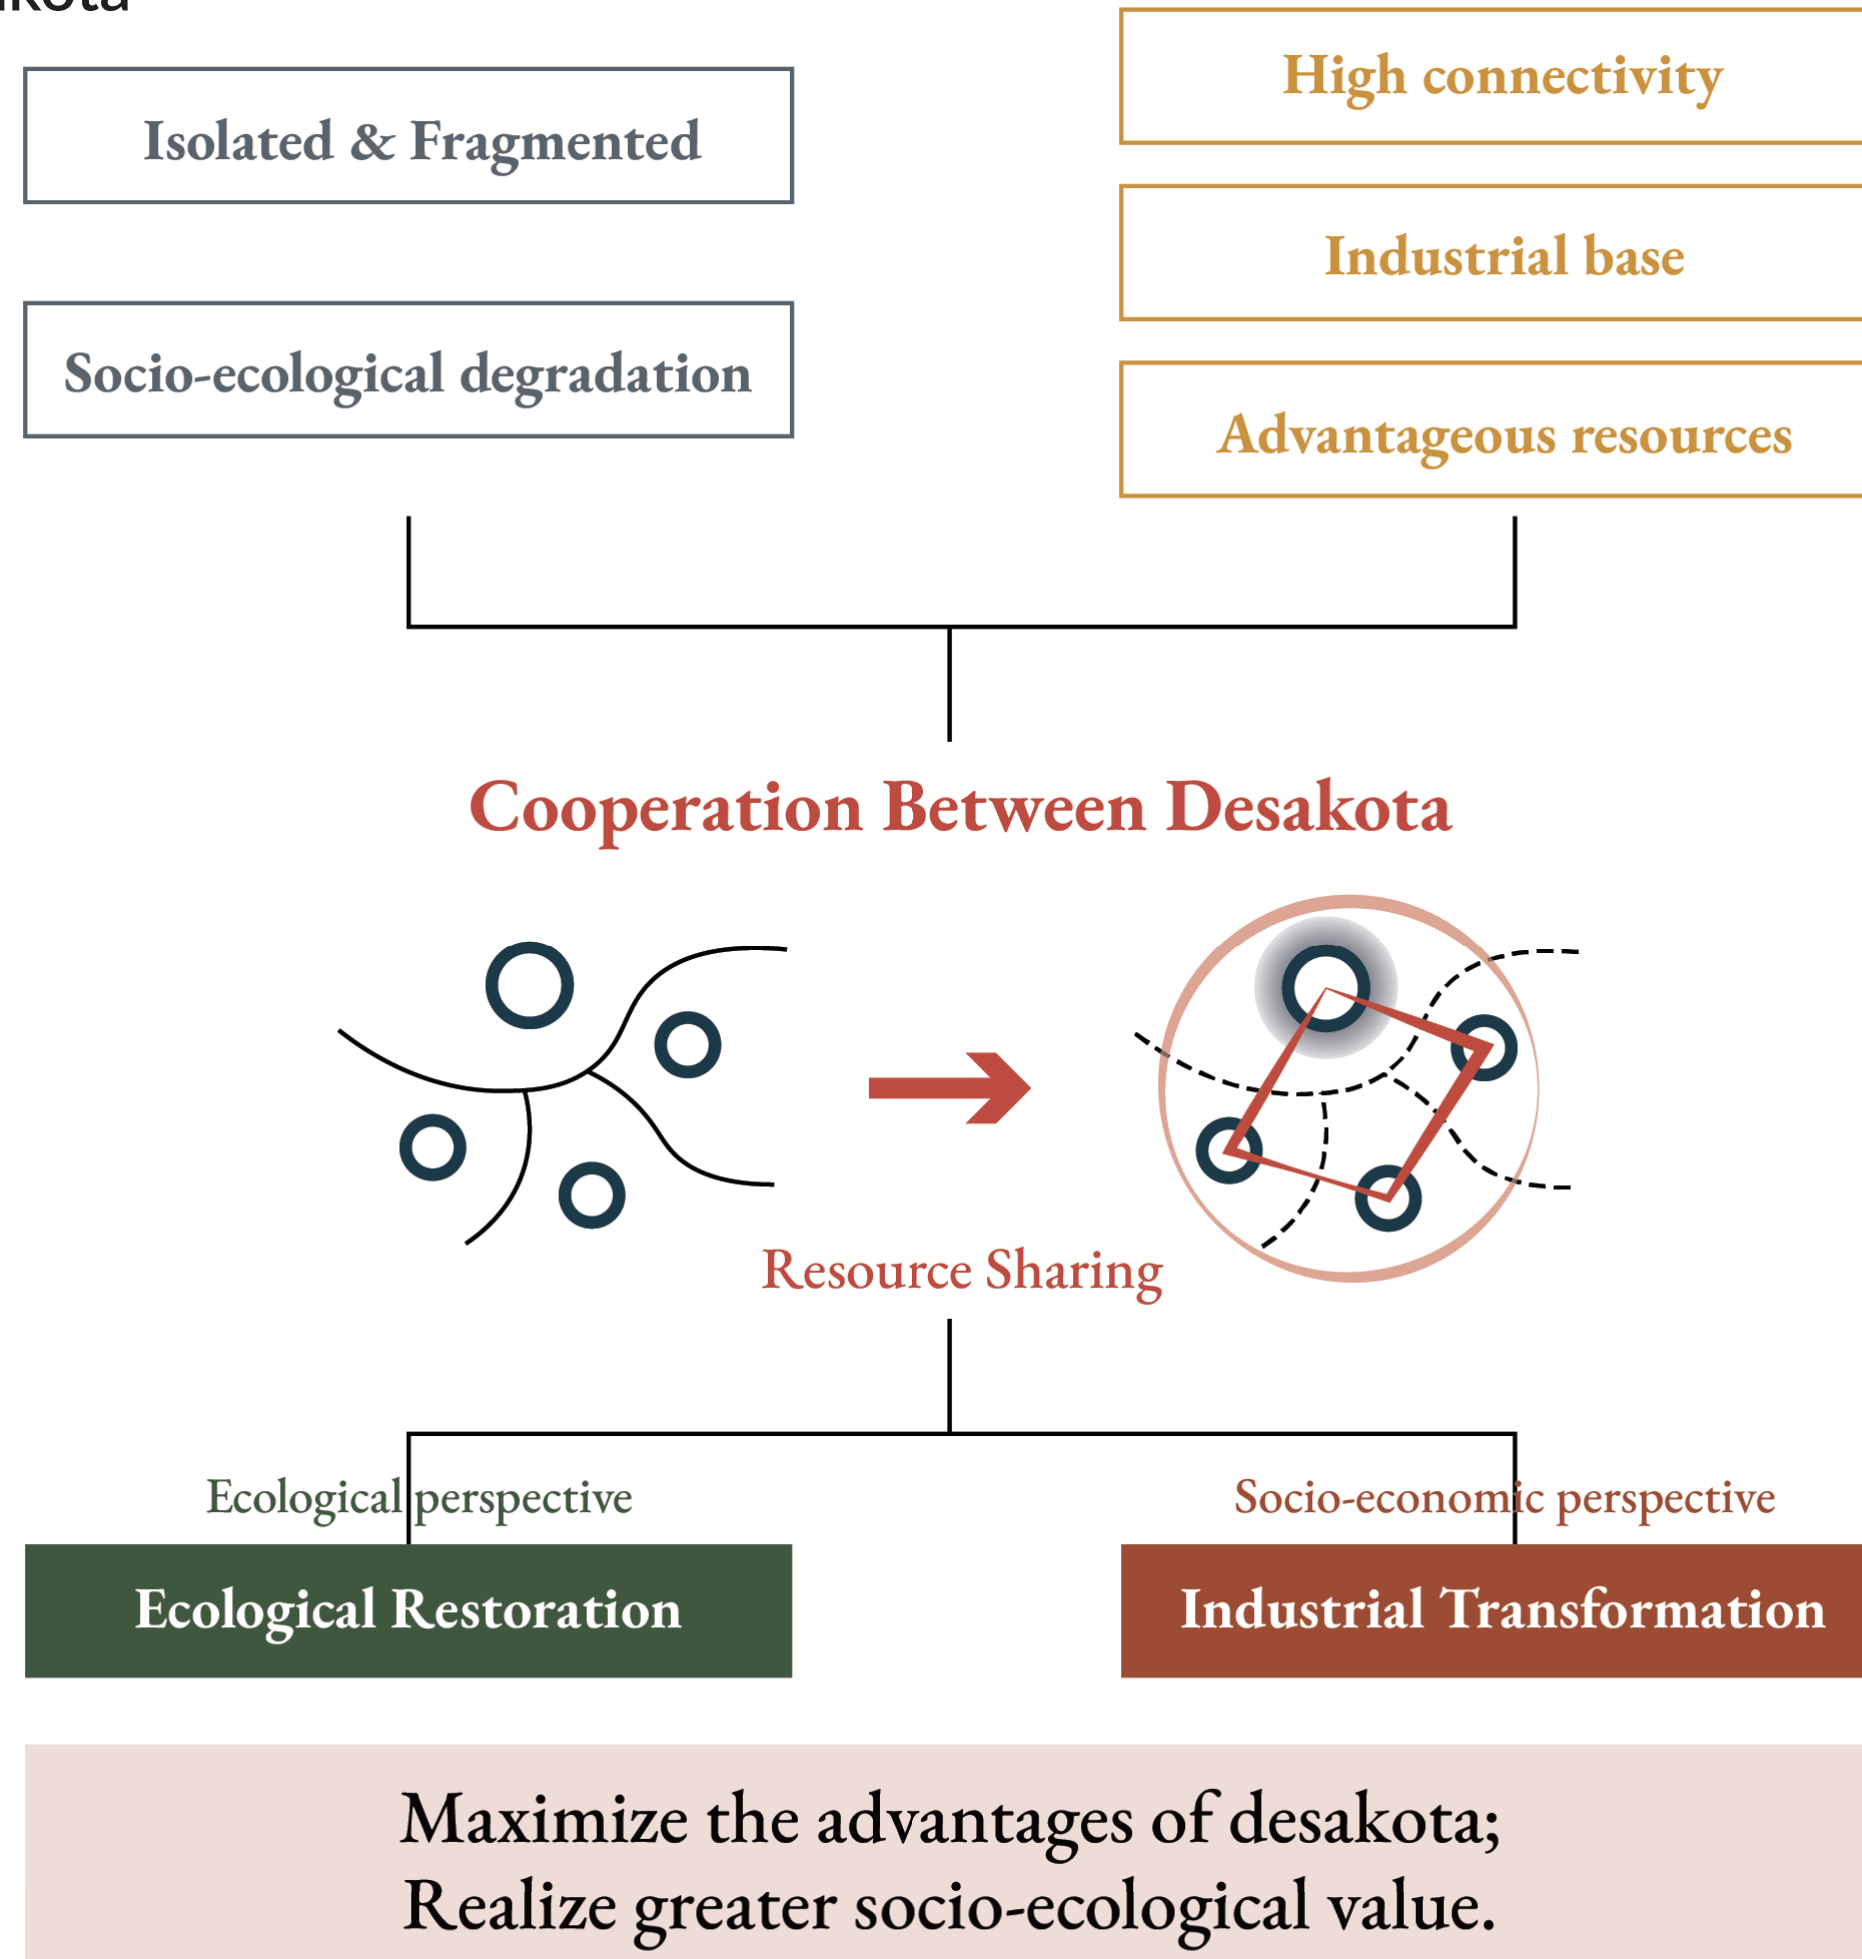 Isolated & Fragmented
Socio-ecological degradation
High connectivity
Industrial base
Advantageous resources
Cooperation Between Desakota
Resource Sharing
Ecological perspective
Socio-economic perspective
Ecological Restoration
Industrial Transformation
Maximize the advantages of desakota;
Realize greater socio-ecological value.